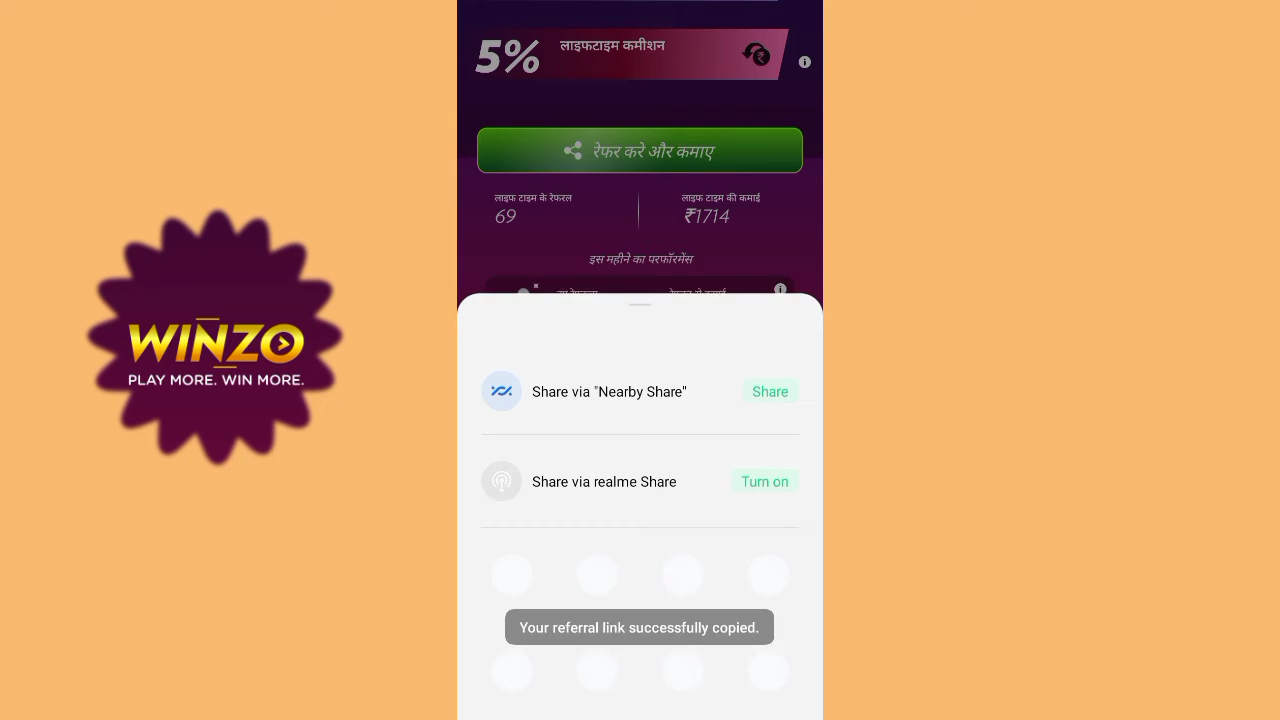 5% लाइफटाइम कमीशन
रेफर करे और कमाए
लाइफ टाइम के रेफरल
69
लाइफ टाइम की कमाई
₹1714
इस महीने का परफॉरमेंस
WINZO
PLAY MORE. WIN MORE.
Share via "Nearby Share"
Share
Share via realme Share
Turn on
Your referral link successfully copied.